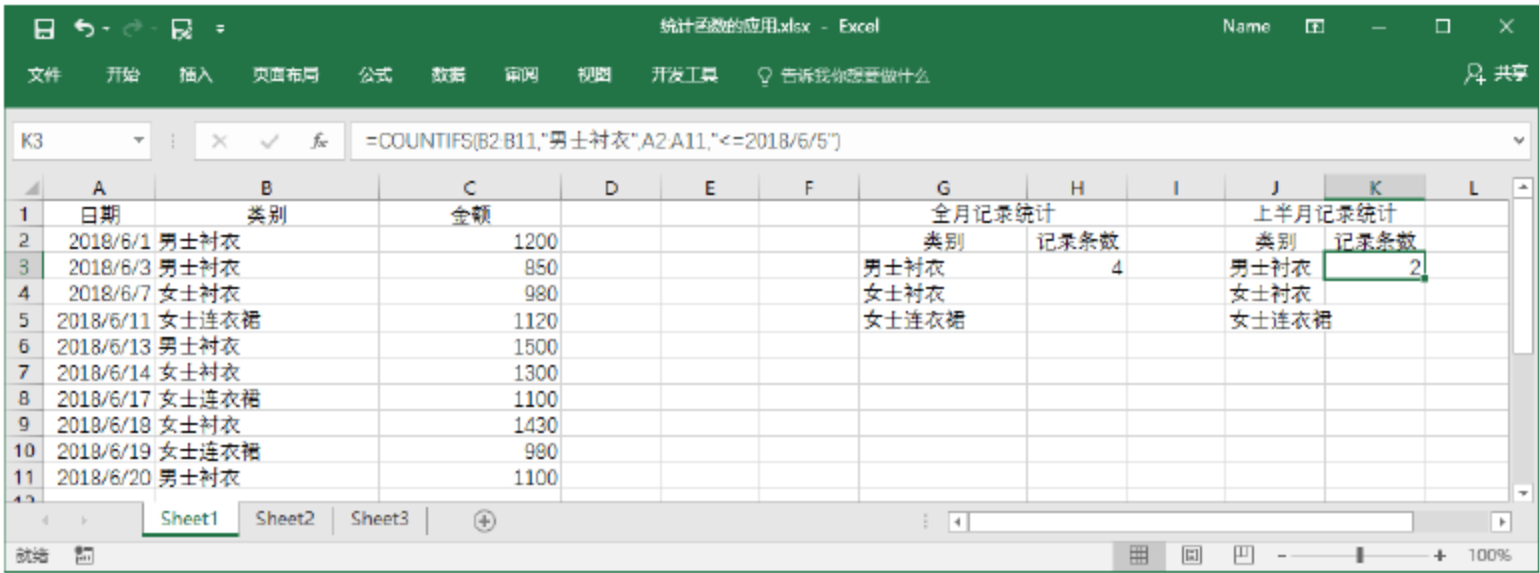 统计函数的应用.xlsx - Excel
Name
文件 开始 插入 页面布局 公式 数据 审阅 视图 开发工具 告诉我你想要做什么 共享
K3 fx =COUNTIFS(B2:B11,"男士衬衣",A2:A11,"<=2018/6/5")
A B C D E F G H I J K L
1 日期 类别 金额 全月记录统计 上半月记录统计
2 2018/6/1 男士衬衣 1200 类别 记录条数 类别 记录条数
3 2018/6/3 男士衬衣 850 男士衬衣 4 男士衬衣 2
4 2018/6/7 女士衬衣 980 女士衬衣 女士衬衣
5 2018/6/11 女士连衣裙 1120 女士连衣裙 女士连衣裙
6 2018/6/13 男士衬衣 1500
7 2018/6/14 女士衬衣 1300
8 2018/6/17 女士连衣裙 1100
9 2018/6/18 女士衬衣 1430
10 2018/6/19 女士连衣裙 980
11 2018/6/20 男士衬衣 1100
Sheet1 Sheet2 Sheet3
就绪 100%